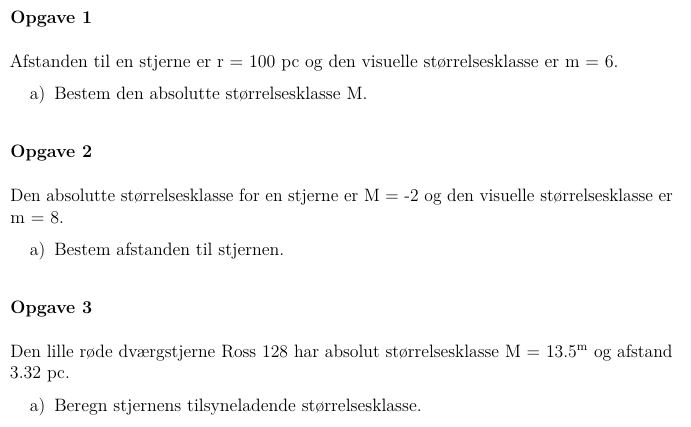 Opgave 1
Afstanden til en stjerne er r = 100 pc og den visuelle størrelsesklasse er m = 6.
a) Bestem den absolutte størrelsesklasse M.
Opgave 2
Den absolutte størrelsesklasse for en stjerne er M = -2 og den visuelle størrelsesklasse er
m = 8.
a) Bestem afstanden til stjernen.
Opgave 3
Den lille røde dværgstjerne Ross 128 har absolut størrelsesklasse M = 13.5ᵐ og afstand
3.32 pc.
a) Beregn stjernens tilsyneladende størrelsesklasse.